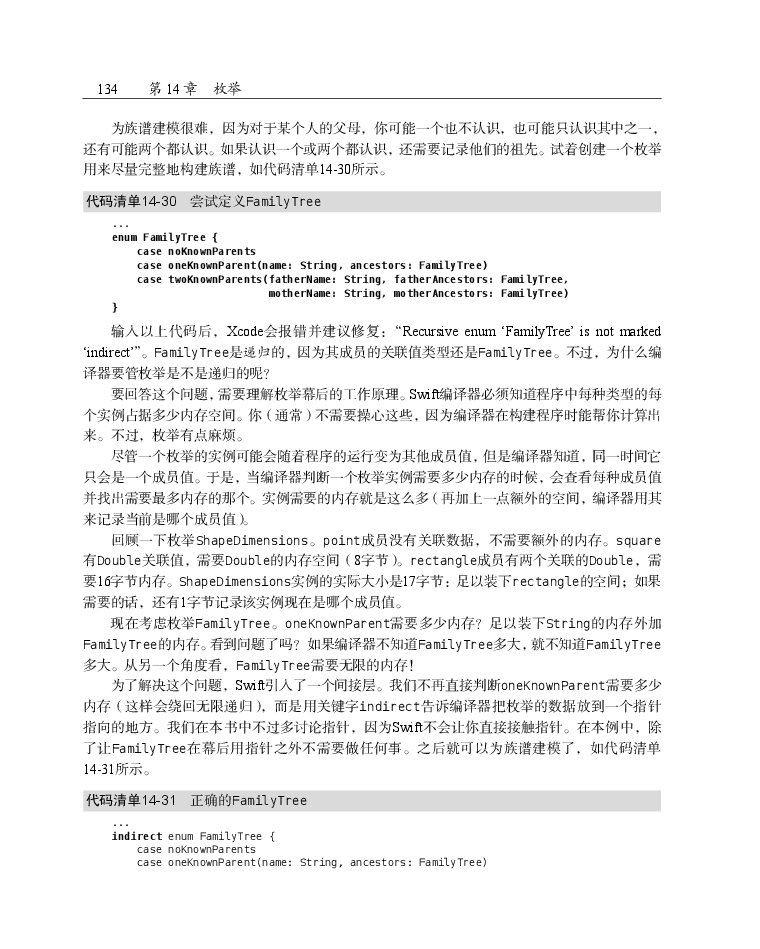 134 第 14 章 枚举
为族谱建模很难，因为对于某个人的父母，你可能一个也不认识，也可能只认识其中之一，
还有可能两个都认识。如果认识一个或两个都认识，还需要记录他们的祖先。试着创建一个枚举
用来尽量完整地构建族谱，如代码清单14-30所示。
代码清单14-30 尝试定义FamilyTree
...
enum FamilyTree {
    case noKnownParents
    case oneKnownParent(name: String, ancestors: FamilyTree)
    case twoKnownParents(fatherName: String, fatherAncestors: FamilyTree,
                         motherName: String, motherAncestors: FamilyTree)
}
输入以上代码后，Xcode会报错并建议修复：“Recursive enum ‘FamilyTree’ is not marked
‘indirect’”。FamilyTree是递归的，因为其成员的关联值类型还是FamilyTree。不过，为什么编
译器要管枚举是不是递归的呢？
要回答这个问题，需要理解枚举幕后的工作原理。Swift编译器必须知道程序中每种类型的每
个实例占据多少内存空间。你（通常）不需要操心这些，因为编译器在构建程序时能帮你计算出
来。不过，枚举有点麻烦。
尽管一个枚举的实例可能会随着程序的运行变为其他成员值，但是编译器知道，同一时间它
只会是一个成员值。于是，当编译器判断一个枚举实例需要多少内存的时候，会查看每种成员值
并找出需要最多内存的那个。实例需要的内存就是这么多（再加上一点额外的空间，编译器用其
来记录当前是哪个成员值）。
回顾一下枚举ShapeDimensions。point成员没有关联数据，不需要额外的内存。square
有Double关联值，需要Double的内存空间（8字节）。rectangle成员有两个关联的Double，需
要16字节内存。ShapeDimensions实例的实际大小是17字节：足以装下rectangle的空间；如果
需要的话，还有1字节记录该实例现在是哪个成员值。
现在考虑枚举FamilyTree。oneKnownParent需要多少内存？足以装下String的内存外加
FamilyTree的内存。看到问题了吗？如果编译器不知道FamilyTree多大，就不知道FamilyTree
多大。从另一个角度看，FamilyTree需要无限的内存！
为了解决这个问题，Swift引入了一个间接层。我们不再直接判断oneKnownParent需要多少
内存（这样会绕回无限递归），而是用关键字indirect告诉编译器把枚举的数据放到一个指针
指向的地方。我们在本书中不过多讨论指针，因为Swift不会让你直接接触指针。在本例中，除
了让FamilyTree在幕后用指针之外不需要做任何事。之后就可以为族谱建模了，如代码清单
14-31所示。
代码清单14-31 正确的FamilyTree
...
indirect enum FamilyTree {
    case noKnownParents
    case oneKnownParent(name: String, ancestors: FamilyTree)